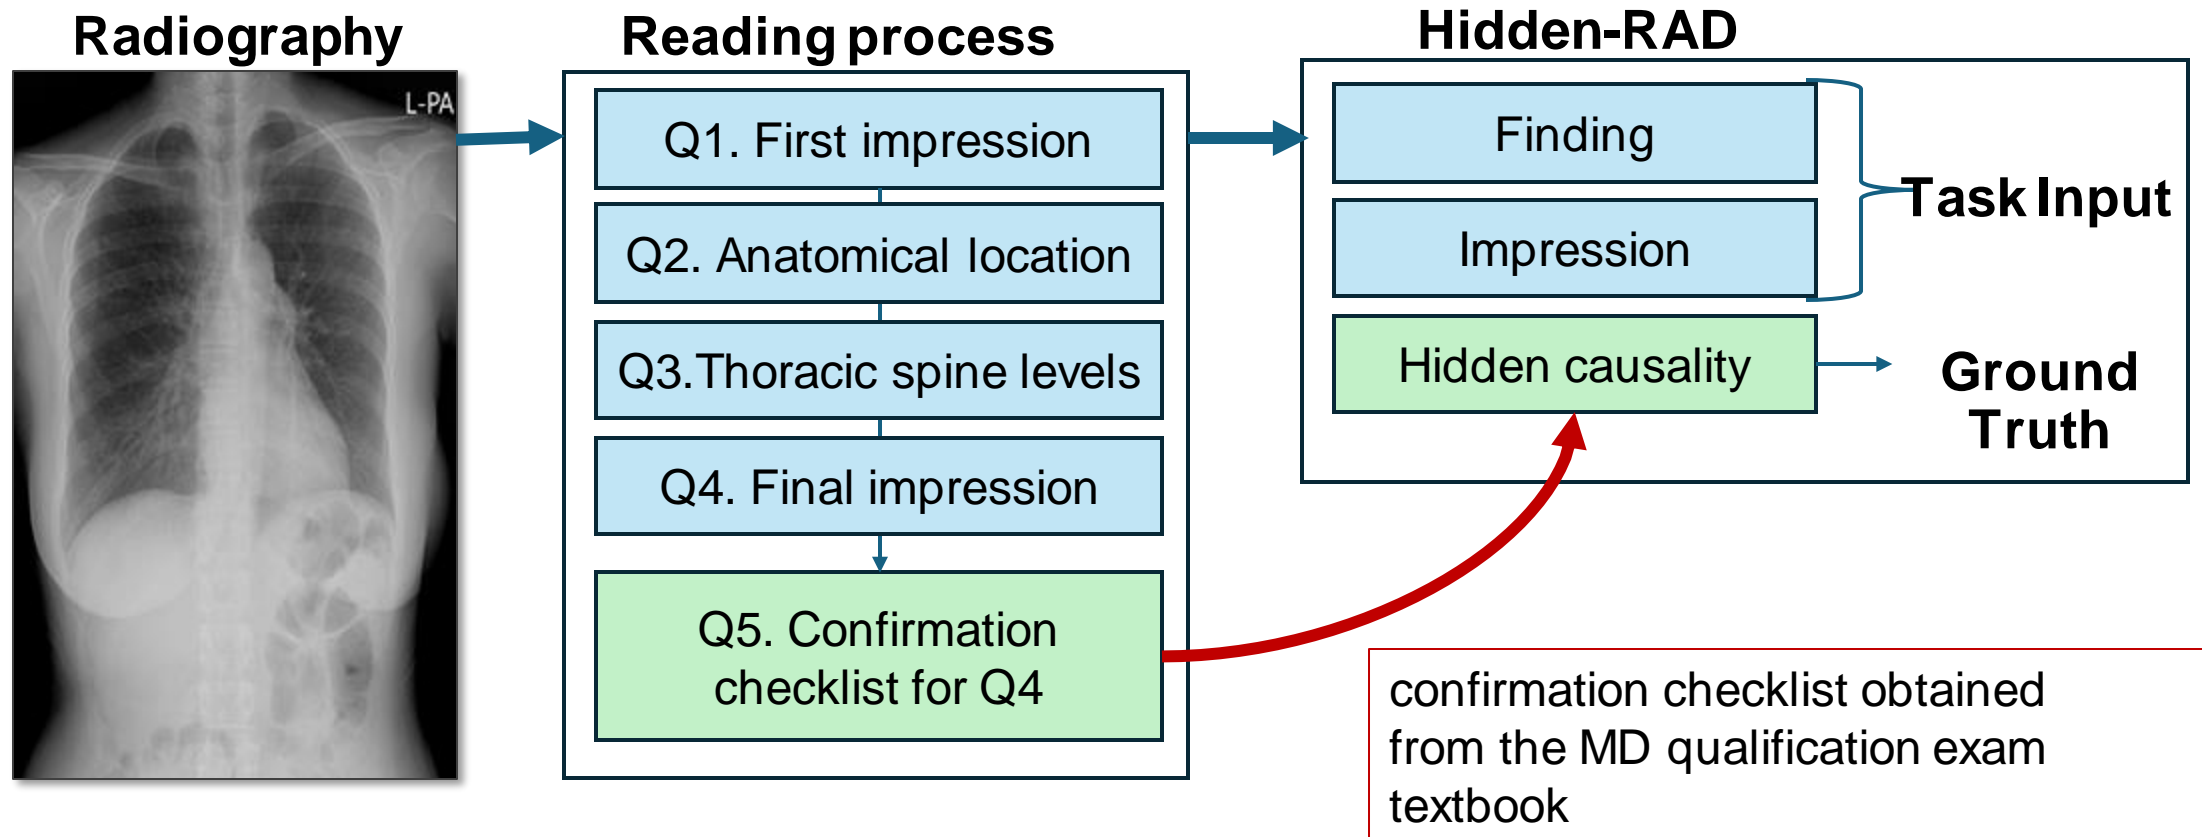 Radiography
L-PA
Reading process
Q1. First impression
Q2. Anatomical location
Q3.Thoracic spine levels
Q4. Final impression
Q5. Confirmation
checklist for Q4
Hidden-RAD
Finding
Impression
Hidden causality
Task Input
Ground
Truth
confirmation checklist obtained
from the MD qualification exam
textbook